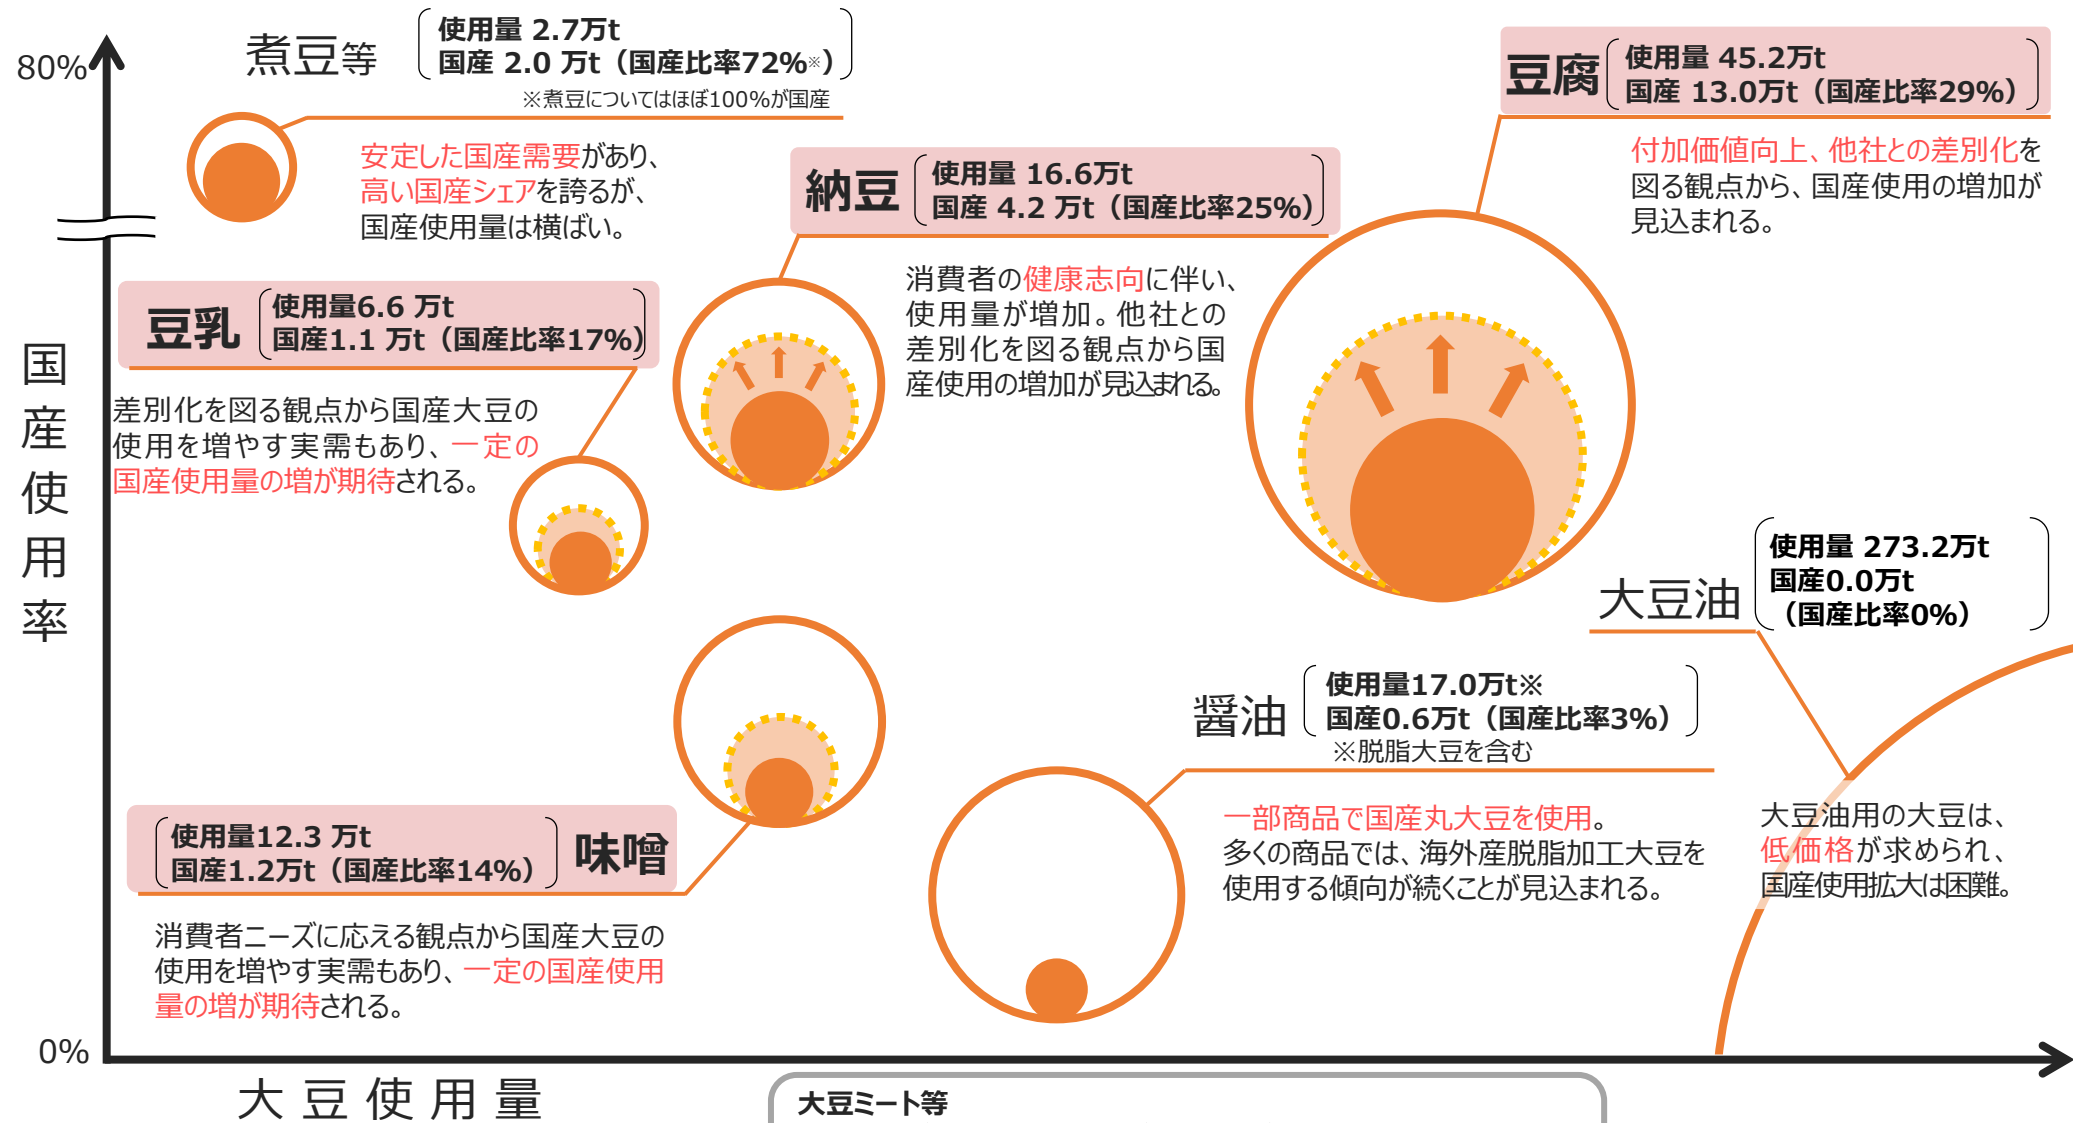 80%
国産使用率
0%
大豆使用量
煮豆等
使用量 2.7万t
国産 2.0 万t（国産比率72%※）
※煮豆についてはほぼ100%が国産
安定した国産需要があり、
高い国産シェアを誇るが、
国産使用量は横ばい。
納豆
使用量 16.6万t
国産 4.2 万t（国産比率25%）
消費者の健康志向に伴い、
使用量が増加。他社との
差別化を図る観点から国
産使用の増加が見込まれる。
豆腐
使用量 45.2万t
国産 13.0万t（国産比率29%）
付加価値向上、他社との差別化を
図る観点から、国産使用の増加が
見込まれる。
豆乳
使用量6.6 万t
国産1.1 万t（国産比率17%）
差別化を図る観点から国産大豆の
使用を増やす実需もあり、一定の
国産使用量の増が期待される。
大豆油
使用量 273.2万t
国産0.0万t
（国産比率0%）
大豆油用の大豆は、
低価格が求められ、
国産使用拡大は困難。
醤油
使用量17.0万t※
国産0.6万t（国産比率3%）
※脱脂大豆を含む
一部商品で国産丸大豆を使用。
多くの商品では、海外産脱脂加工大豆を
使用する傾向が続くことが見込まれる。
使用量12.3 万t
国産1.2万t（国産比率14%）
味噌
消費者ニーズに応える観点から国産大豆の
使用を増やす実需もあり、一定の国産使用
量の増が期待される。
大豆ミート等